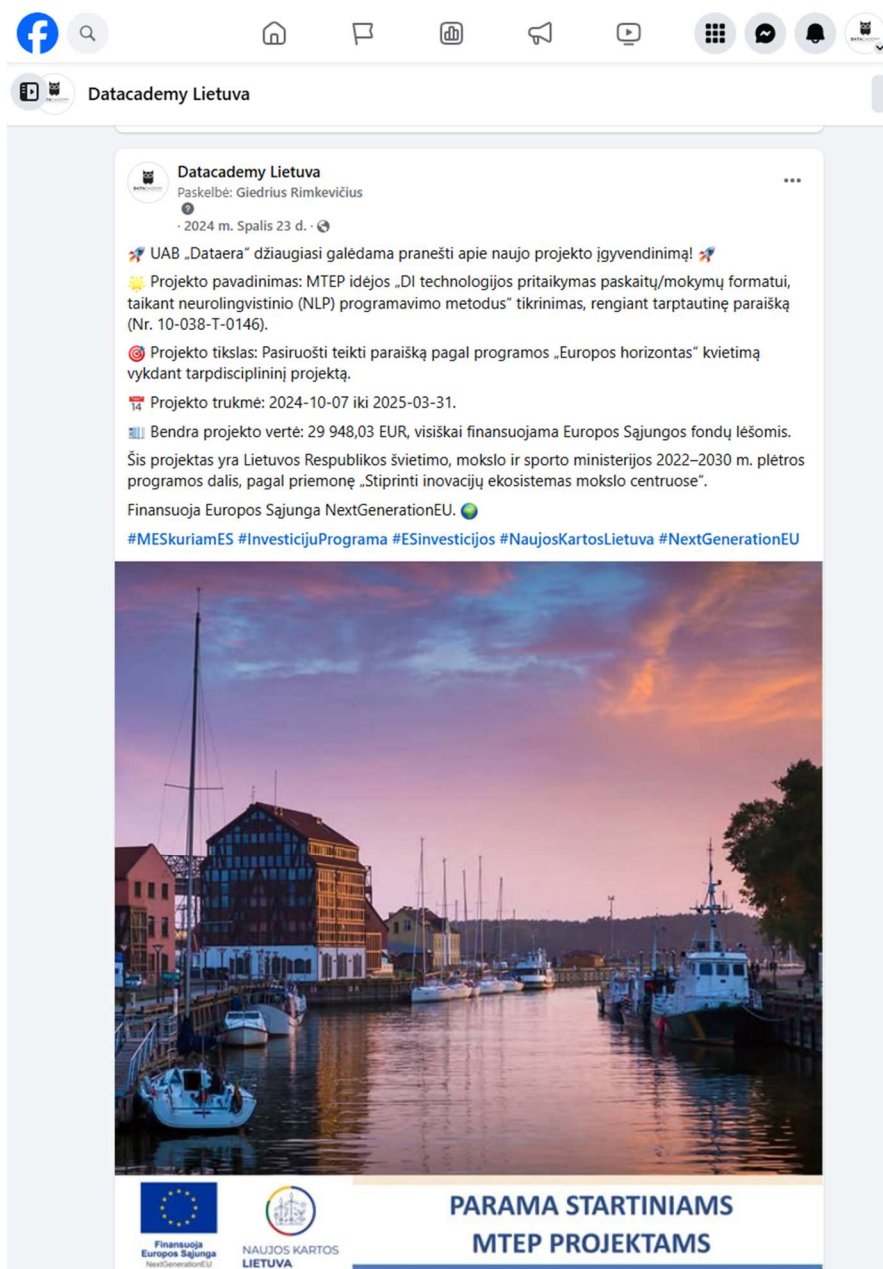 Datacademy Lietuva
Datacademy Lietuva
Paskelbė: Giedrius Rimkevičius
· 2024 m. Spalis 23 d. ·
UAB „Dataera“ džiaugiasi galėdama pranešti apie naujo projekto įgyvendinimą!
Projekto pavadinimas: MTEP idėjos „DI technologijos pritaikymas paskaitų/mokymų formatui,
taikant neurolingvistinio (NLP) programavimo metodus“ tikrinimas, rengiant tarptautinę paraišką
(Nr. 10-038-T-0146).
Projekto tikslas: Pasiruošti teikti paraišką pagal programos „Europos horizontas“ kvietimą
vykdant tarpdisciplininį projektą.
Projekto trukmė: 2024-10-07 iki 2025-03-31.
Bendra projekto vertė: 29 948,03 EUR, visiškai finansuojama Europos Sąjungos fondų lėšomis.
Šis projektas yra Lietuvos Respublikos švietimo, mokslo ir sporto ministerijos 2022–2030 m. plėtros
programos dalis, pagal priemonę „Stiprinti inovacijų ekosistemas mokslo centruose“.
Finansuoja Europos Sąjunga NextGenerationEU.
#MESkuriamES #InvesticijuPrograma #ESinvesticijos #NaujosKartosLietuva #NextGenerationEU
Finansuoja
Europos Sąjunga
NextGenerationEU
NAUJOS KARTOS
LIETUVA
PARAMA STARTINIAMS
MTEP PROJEKTAMS